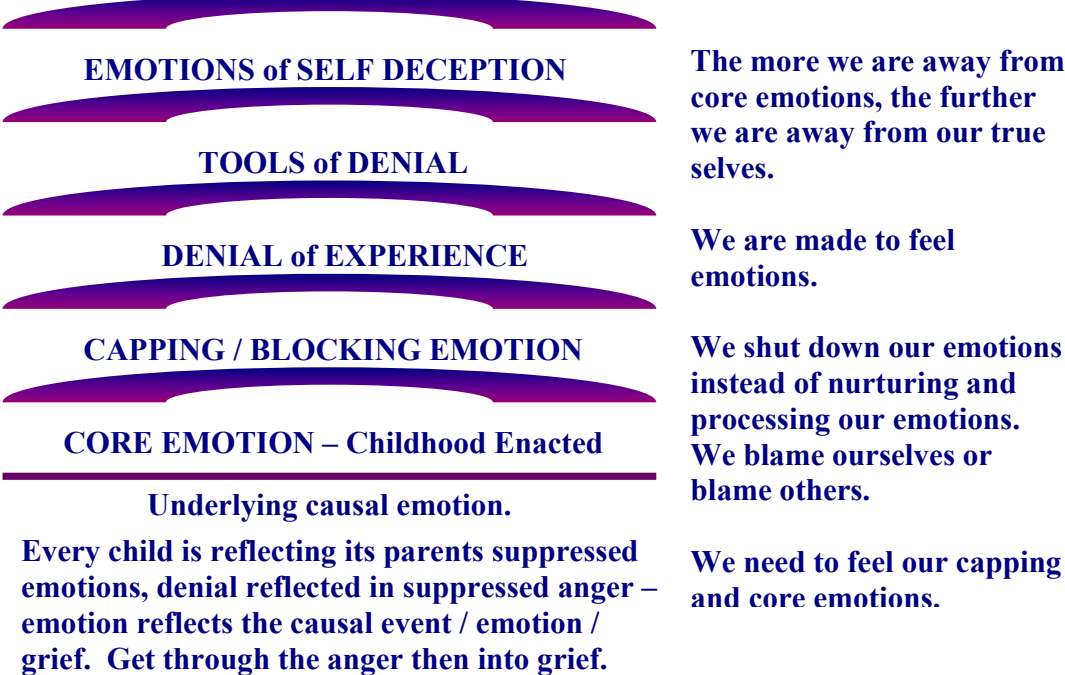 EMOTIONS of SELF DECEPTION
TOOLS of DENIAL
DENIAL of EXPERIENCE
CAPPING / BLOCKING EMOTION
CORE EMOTION – Childhood Enacted
Underlying causal emotion.
Every child is reflecting its parents suppressed
emotions, denial reflected in suppressed anger –
emotion reflects the causal event / emotion /
grief.  Get through the anger then into grief.
The more we are away from
core emotions, the further
we are away from our true
selves.
We are made to feel
emotions.
We shut down our emotions
instead of nurturing and
processing our emotions.
We blame ourselves or
blame others.
We need to feel our capping
and core emotions.